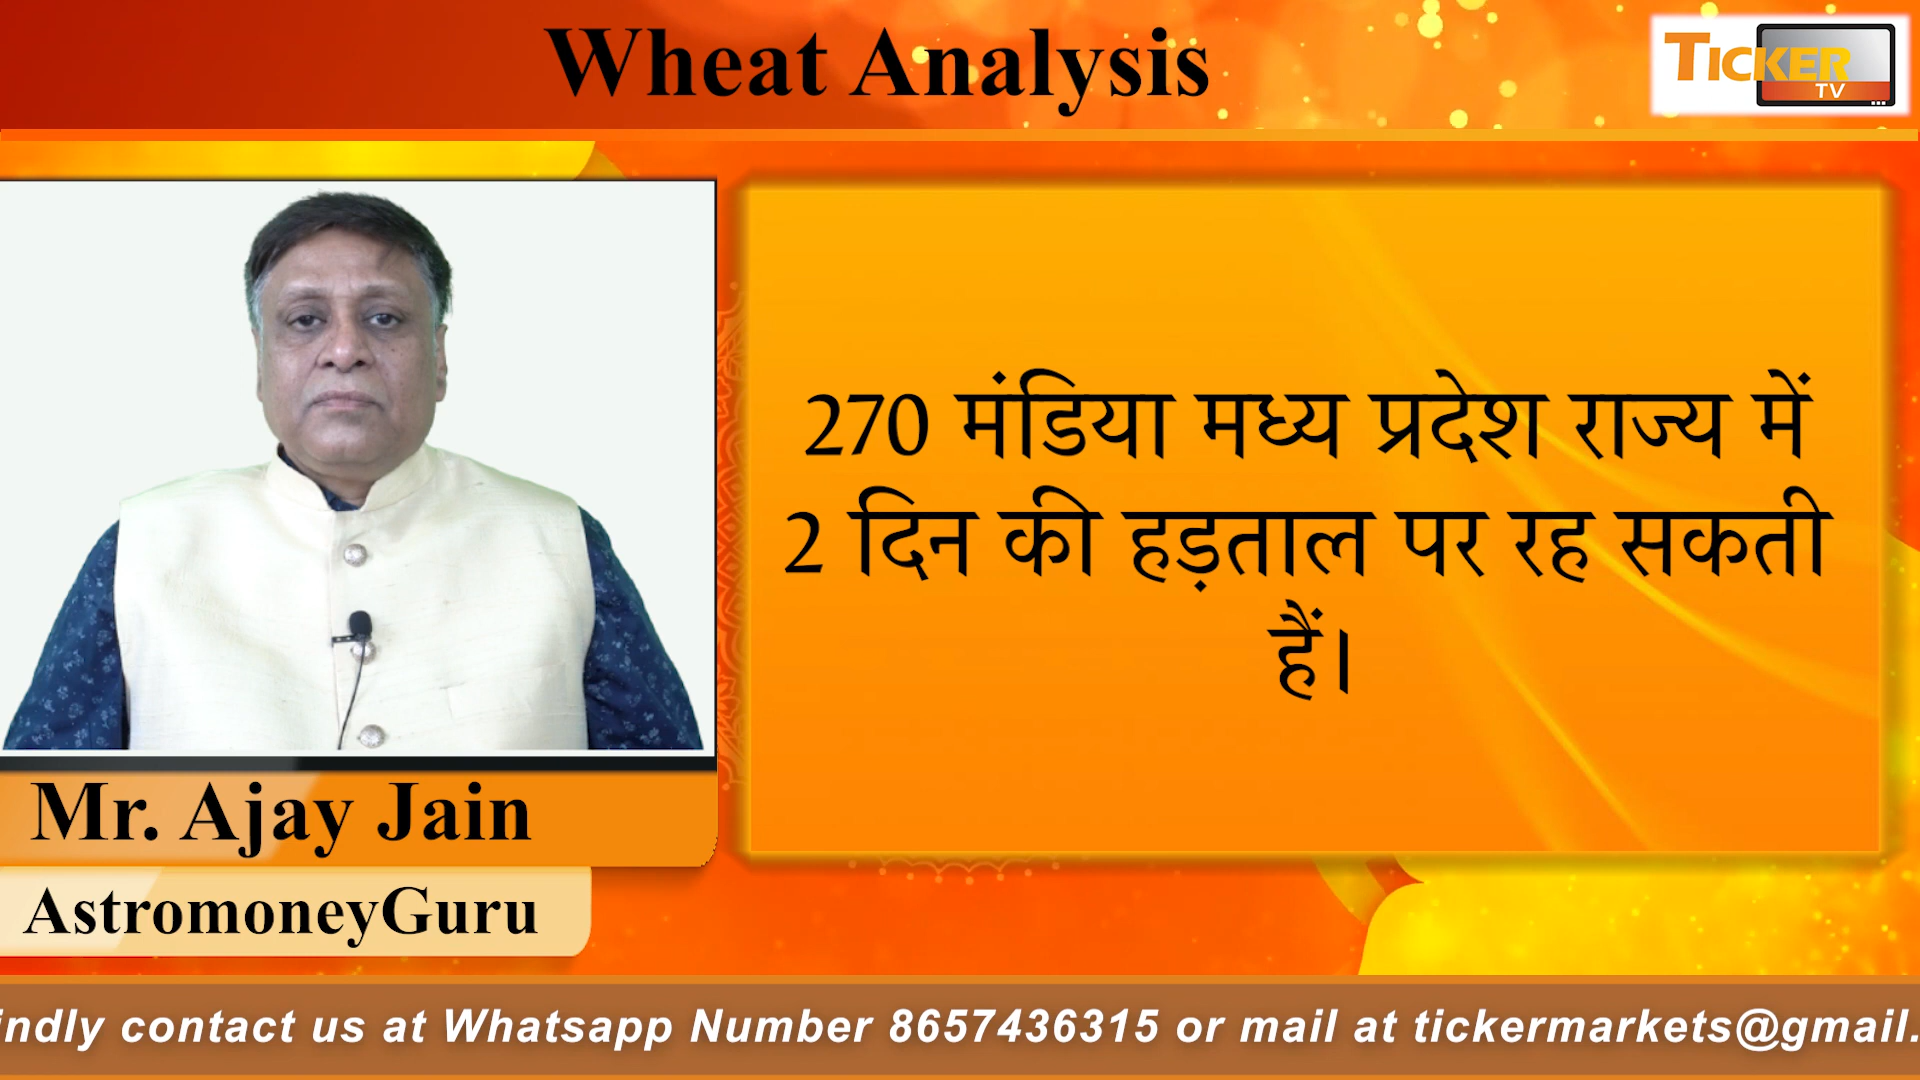 Wheat Analysis
TICKER
TV
270 मंडिया मध्य प्रदेश राज्य में
2 दिन की हड़ताल पर रह सकती
हैं।
Mr. Ajay Jain
AstromoneyGuru
indly contact us at Whatsapp Number 8657436315 or mail at tickermarkets@gmail.